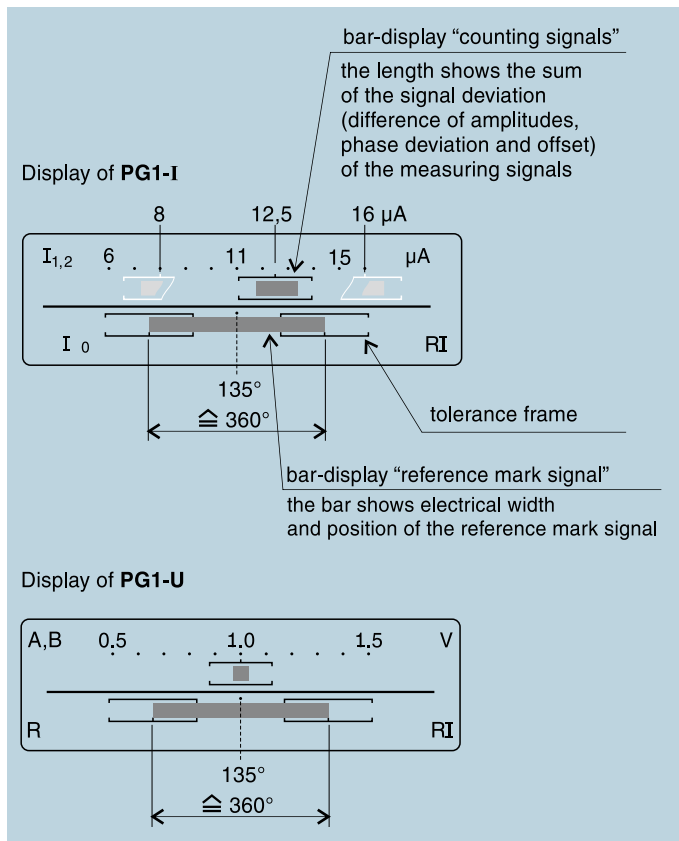 bar-display “counting signals”
the length shows the sum
of the signal deviation
(difference of amplitudes,
phase deviation and offset)
of the measuring signals
Display of PG1-I
8 12,5 16 µA
I1,2 6 11 15 µA
I 0 RI
135°
≙ 360°
tolerance frame
bar-display “reference mark signal”
the bar shows electrical width
and position of the reference mark signal
Display of PG1-U
A,B 0.5 1.0 1.5 V
R RI
135°
≙ 360°